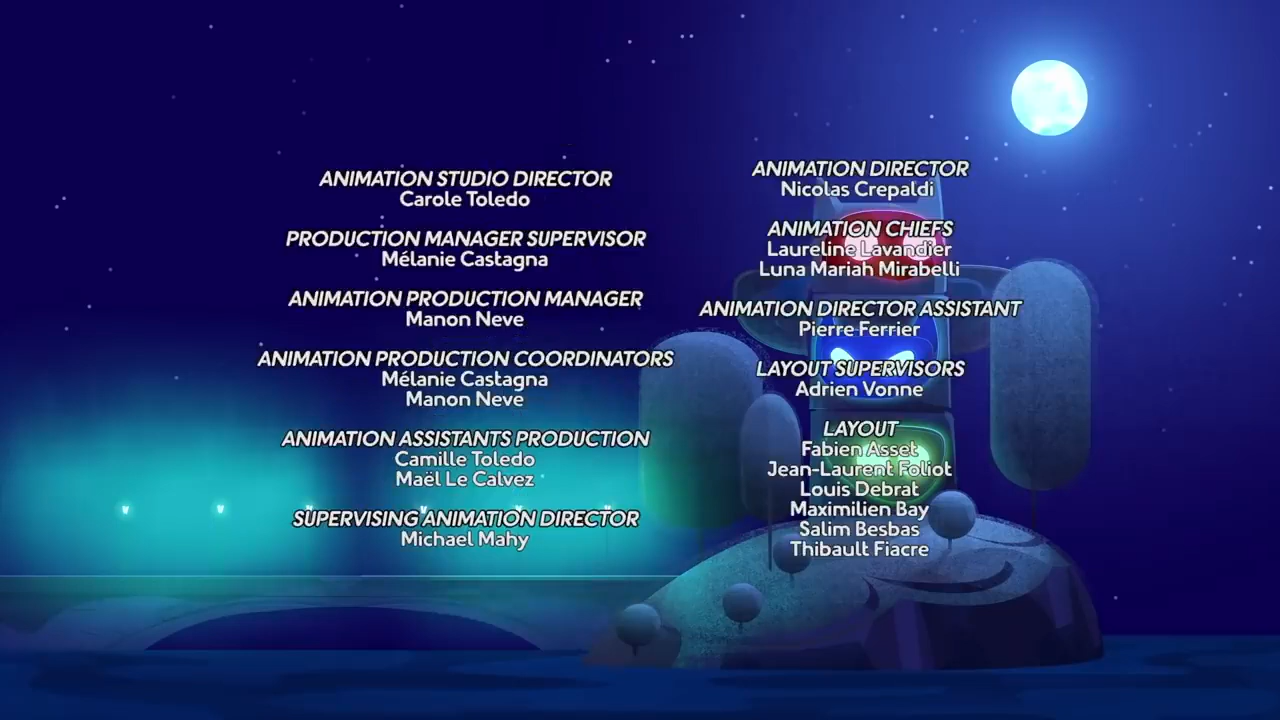 ANIMATION STUDIO DIRECTOR
Carole Toledo
PRODUCTION MANAGER SUPERVISOR
Mélanie Castagna
ANIMATION PRODUCTION MANAGER
Manon Neve
ANIMATION PRODUCTION COORDINATORS
Mélanie Castagna
Manon Neve
ANIMATION ASSISTANTS PRODUCTION
Camille Toledo
Maël Le Calvez
SUPERVISING ANIMATION DIRECTOR
Michael Mahy
ANIMATION DIRECTOR
Nicolas Crepaldi
ANIMATION CHIEFS
Laureline Lavandier
Luna Mariah Mirabelli
ANIMATION DIRECTOR ASSISTANT
Pierre Ferrier
LAYOUT SUPERVISORS
Adrien Vonne
LAYOUT
Fabien Asset
Jean-Laurent Foliot
Louis Debrat
Maximilien Bay
Salim Besbas
Thibault Fiacre